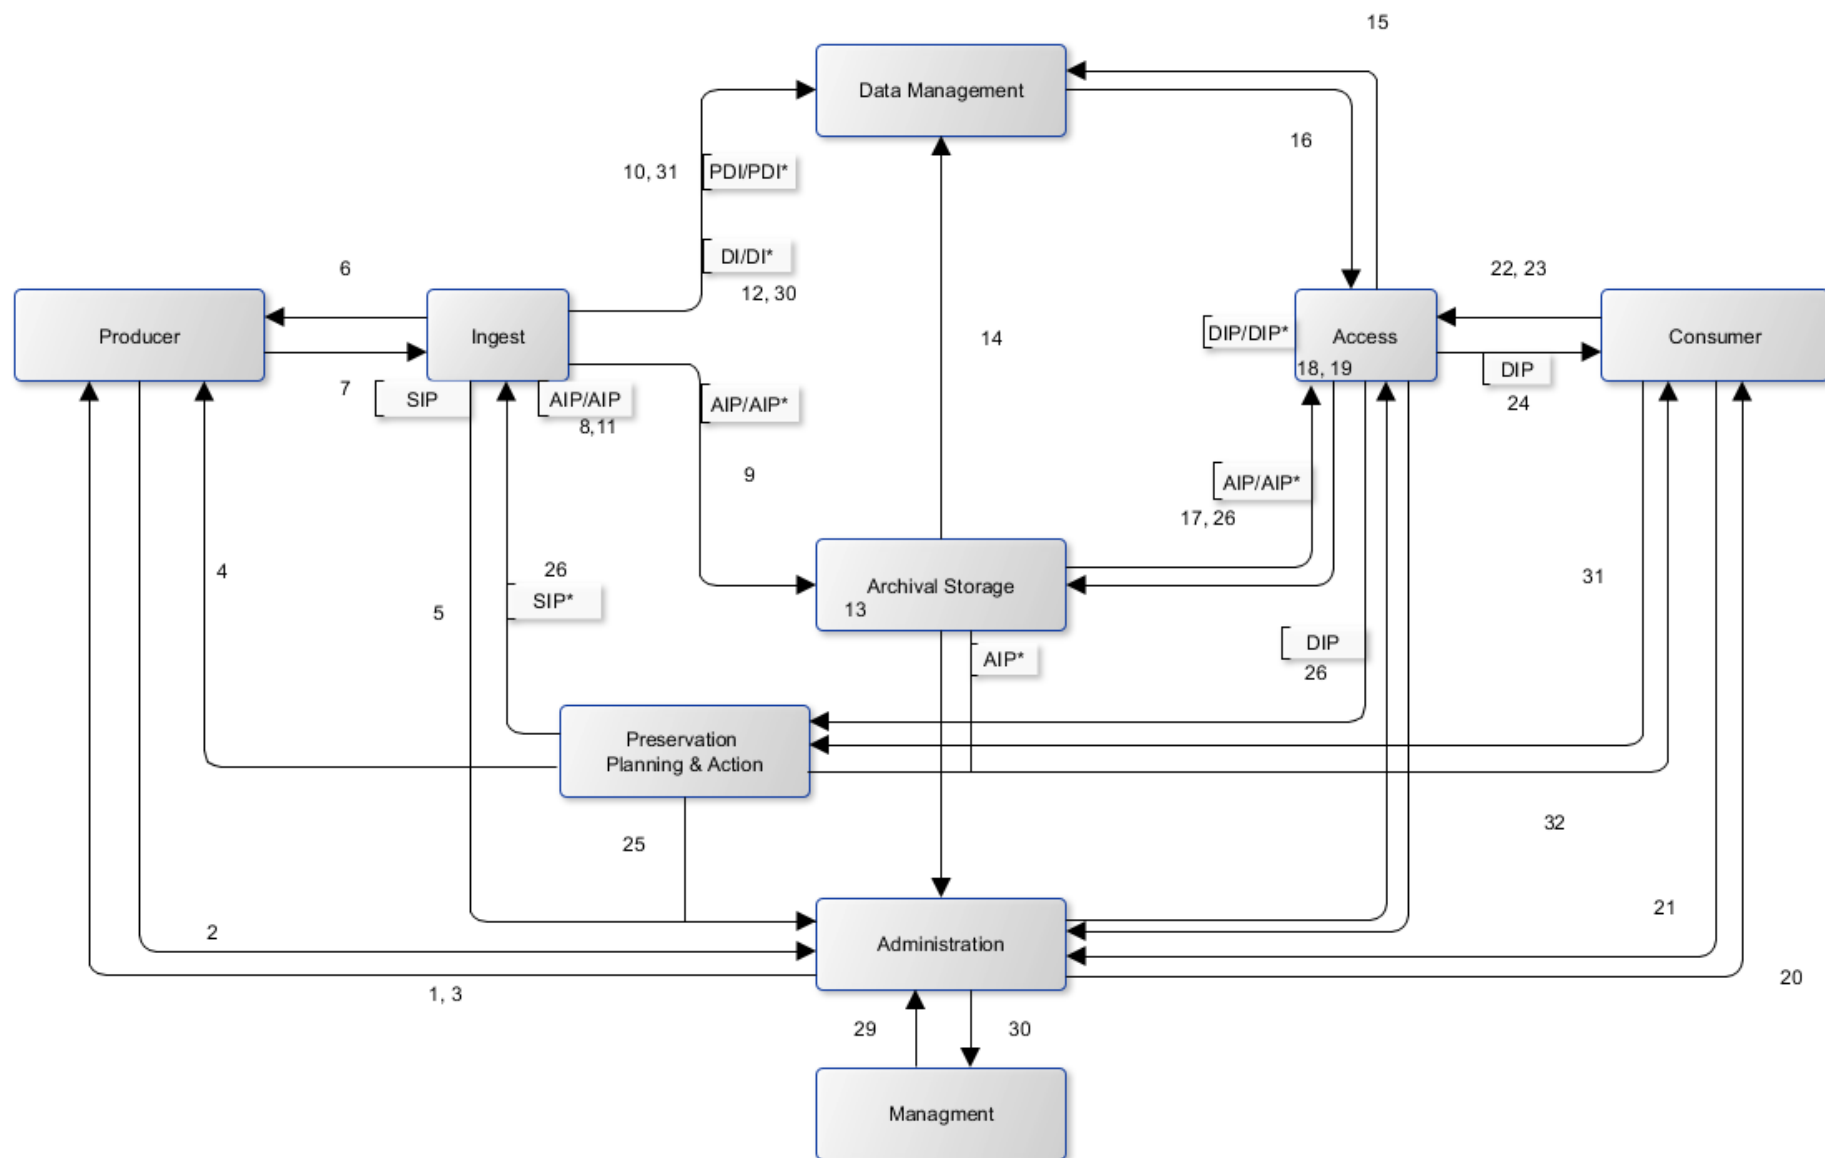 15
Data Management
16
10, 31
PDI/PDI*
DI/DI*
12, 30
6
22, 23
Producer
Ingest
14
DIP/DIP*
Access
18, 19
Consumer
DIP
24
7
SIP
AIP/AIP
8,11
AIP/AIP*
9
AIP/AIP*
17, 26
4
26
SIP*
5
Archival Storage
13
31
AIP*
DIP
26
Preservation
Planning & Action
25
32
2
21
Administration
1, 3
20
29
30
Managment